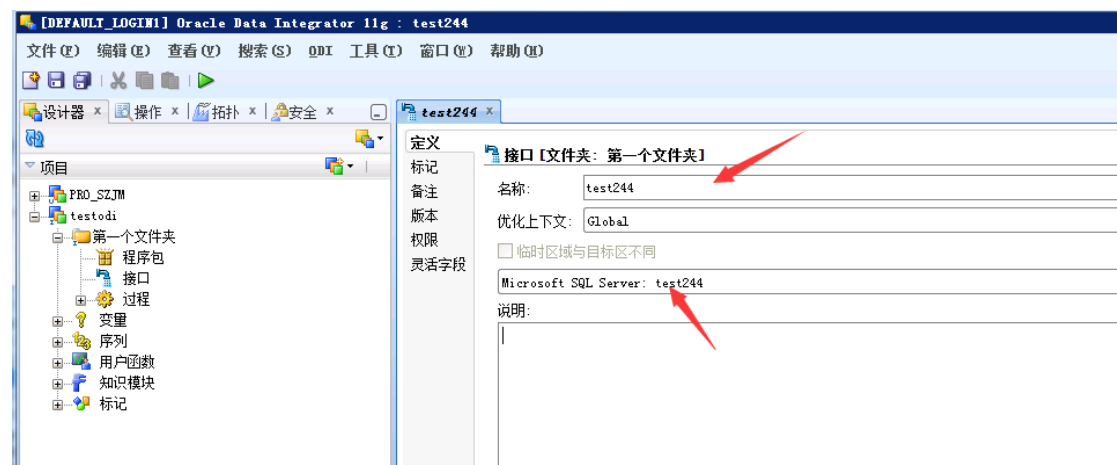 [DEFAULT_LOGIN1] Oracle Data Integrator 11g : test244
文件(F) 编辑(E) 查看(V) 搜索(S) ODI 工具(T) 窗口(W) 帮助(H)
设计器 × 操作 × 拓扑 × 安全 ×
test244 ×
项目
PRO_SZJM
testodi
第一个文件夹
程序包
接口
过程
变量
序列
用户函数
知识模块
标记
定义
标记
备注
版本
权限
灵活字段
接口 [文件夹: 第一个文件夹]
名称: test244
优化上下文: Global
临时区域与目标区不同
Microsoft SQL Server: test244
说明: